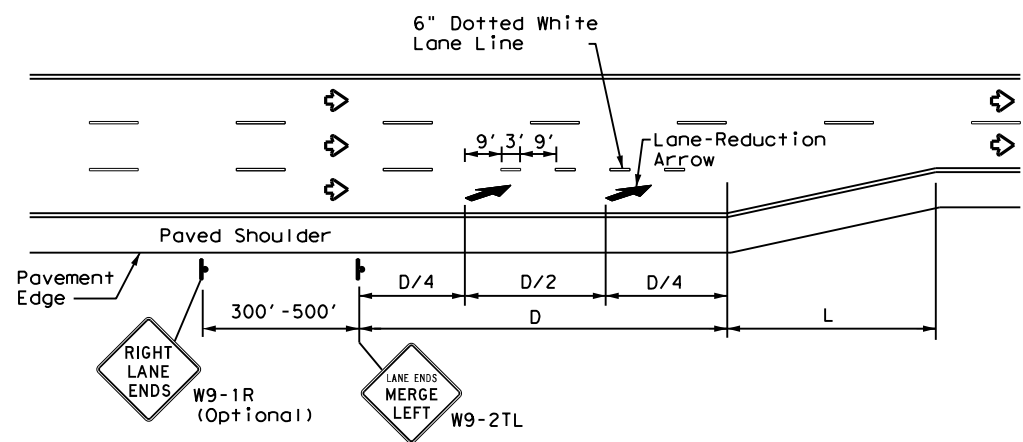 6" Dotted White
Lane Line
9' 3' 9'
Lane-Reduction
Arrow
Paved Shoulder
Pavement
Edge
D/4 D/2 D/4
300'-500' D L
RIGHT
LANE
ENDS
W9-1R
(Optional)
LANE ENDS
MERGE
LEFT
W9-2TL